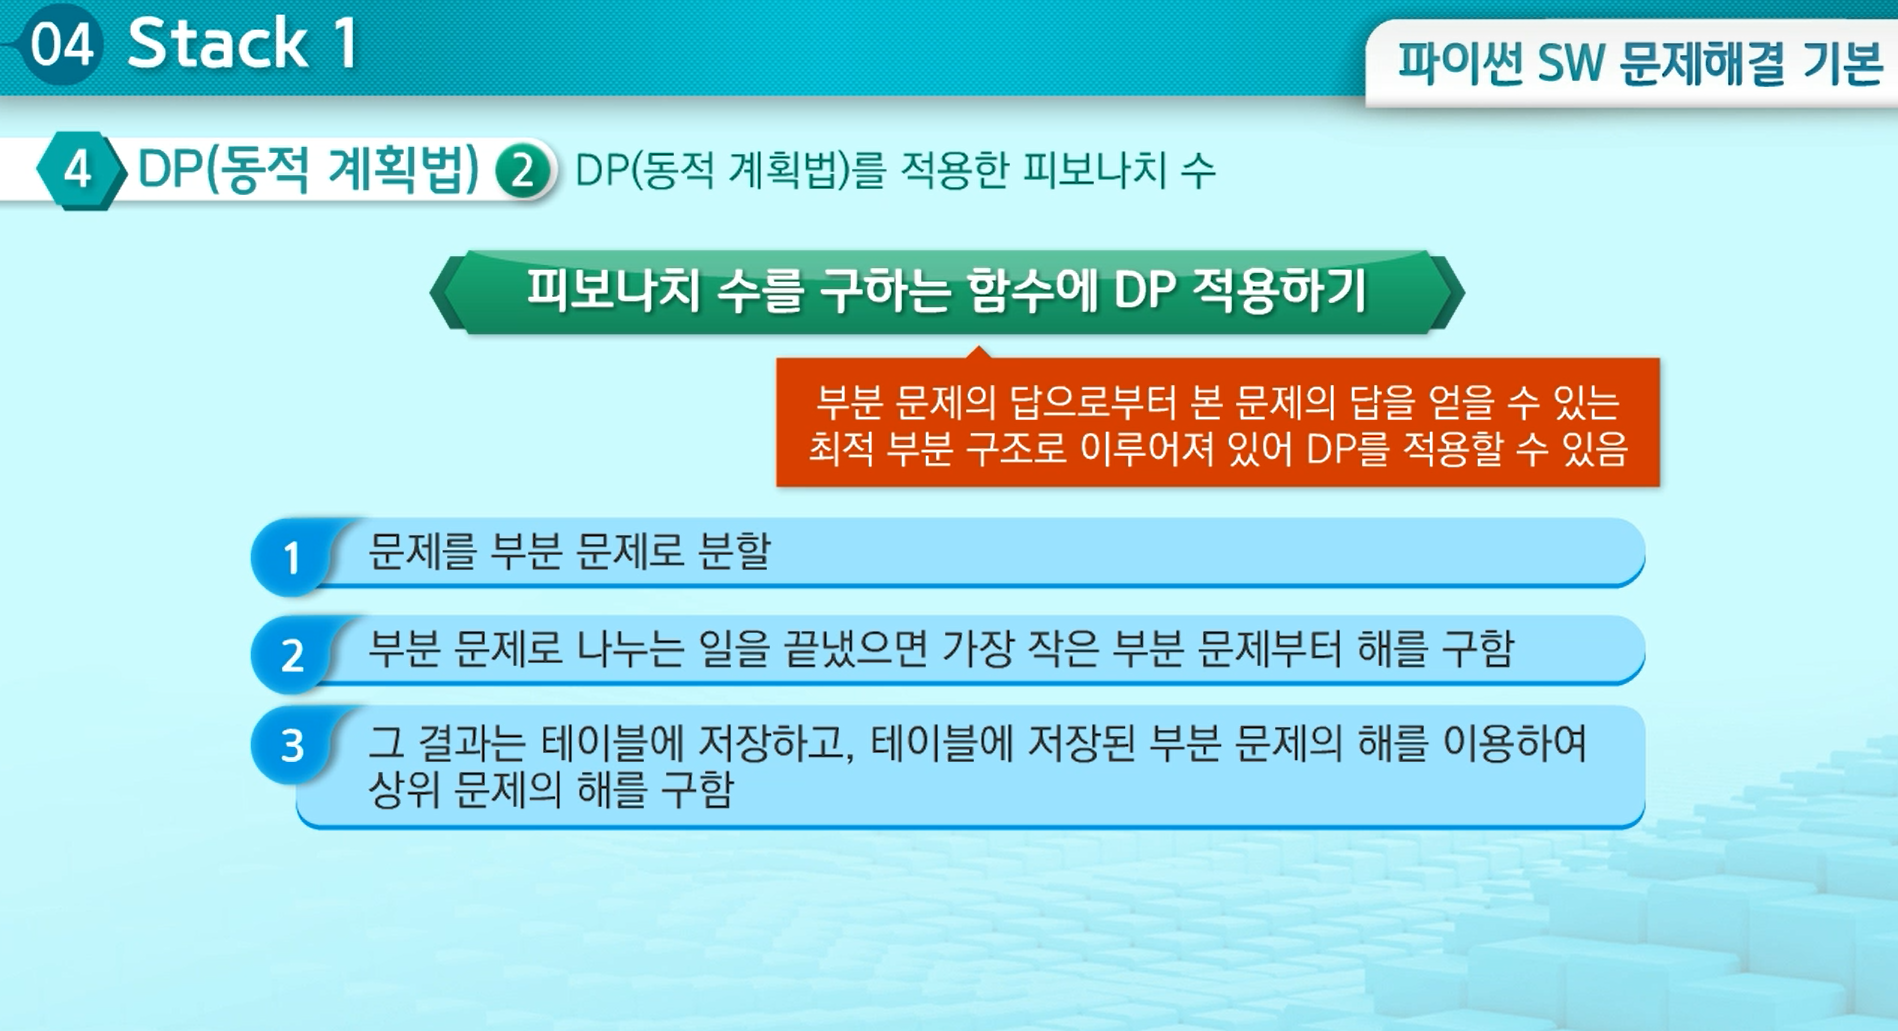 04 Stack 1
파이썬 SW 문제해결 기본
4 DP(동적 계획법) 2 DP(동적 계획법)를 적용한 피보나치 수
피보나치 수를 구하는 함수에 DP 적용하기
부분 문제의 답으로부터 본 문제의 답을 얻을 수 있는
최적 부분 구조로 이루어져 있어 DP를 적용할 수 있음
1 문제를 부분 문제로 분할
2 부분 문제로 나누는 일을 끝냈으면 가장 작은 부분 문제부터 해를 구함
3 그 결과는 테이블에 저장하고, 테이블에 저장된 부분 문제의 해를 이용하여
상위 문제의 해를 구함